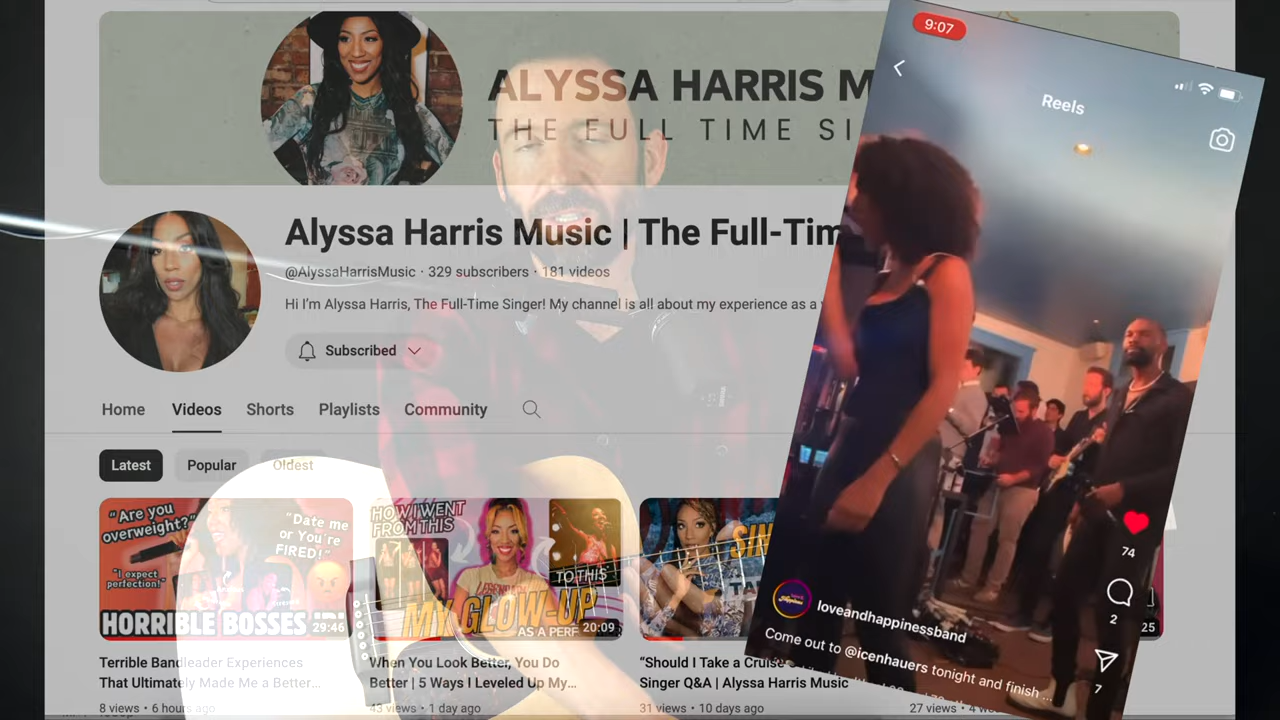 ALYSSA HARRIS M
THE FULL TIME SI
Alyssa Harris Music | The Full-Tim
@AlyssaHarrisMusic · 329 subscribers · 181 videos
Hi I'm Alyssa Harris, The Full-Time Singer! My channel is all about my experience as a
Subscribed
Home Videos Shorts Playlists Community
Latest Popular Oldest
"Are you overweight?"
"Date me or You're FIRED!"
"I expect perfection!"
HORRIBLE BOSSES
29:46
HOW I WENT FROM THIS
TO THIS
MY GLOW-UP
AS A PERF
20:09
SIN
TA
25
Terrible Bandleader Experiences
That Ultimately Made Me a Better...
8 views · 6 hours ago
When You Look Better, You Do
Better | 5 Ways I Leveled Up My...
43 views · 1 day ago
"Should I Take a Cruise
Singer Q&A | Alyssa Harris Music
31 views · 10 days ago
27 views · 4
9:07
Reels
74
2
7
loveandhappinessband
Come out to @icenhauers tonight and finish ...